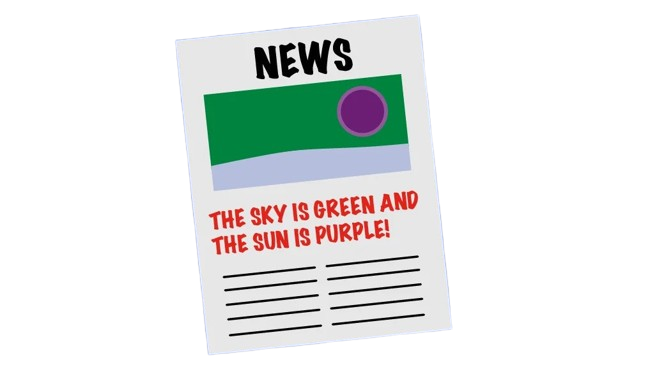 NEWS
THE SKY IS GREEN AND
THE SUN IS PURPLE!